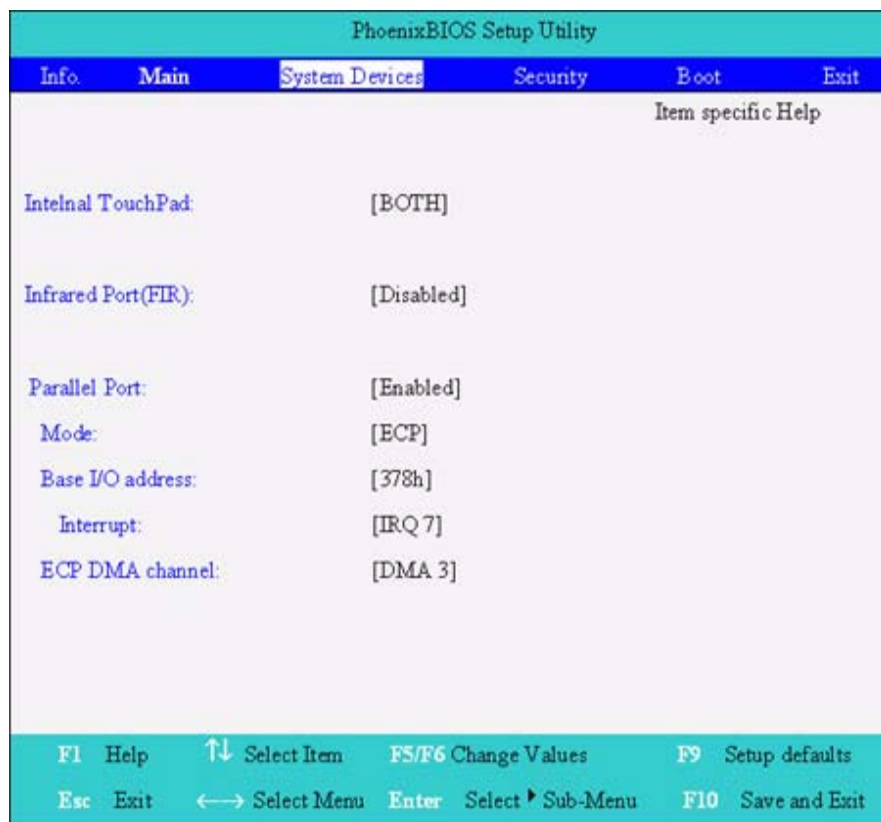 PhoenixBIOS Setup Utility
Info. Main System Devices Security Boot Exit
Item specific Help
Intelnal TouchPad: [BOTH]
Infrared Port(FIR): [Disabled]
Parallel Port: [Enabled]
Mode: [ECP]
Base I/O address: [378h]
Interrupt: [IRQ 7]
ECP DMA channel: [DMA 3]
F1 Help ↑↓ Select Item F5/F6 Change Values F9 Setup defaults
Esc Exit ←→ Select Menu Enter Select ▸ Sub-Menu F10 Save and Exit